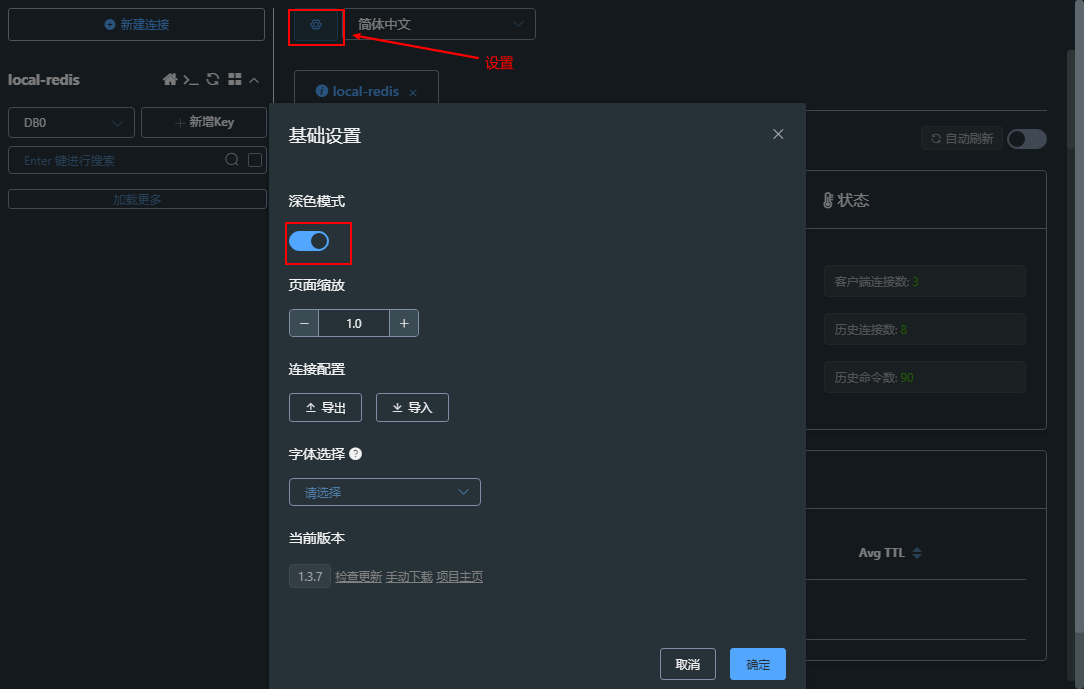 新建连接
简体中文
设置
local-redis
local-redis
DB0
新增Key
Enter 键进行搜索
加载更多
自动刷新
状态
客户端连接数: 3
历史连接数: 8
历史命令数: 90
Avg TTL
基础设置
深色模式
页面缩放
1.0
连接配置
导出 导入
字体选择
请选择
当前版本
1.3.7 检查更新 手动下载 项目主页
取消 确定